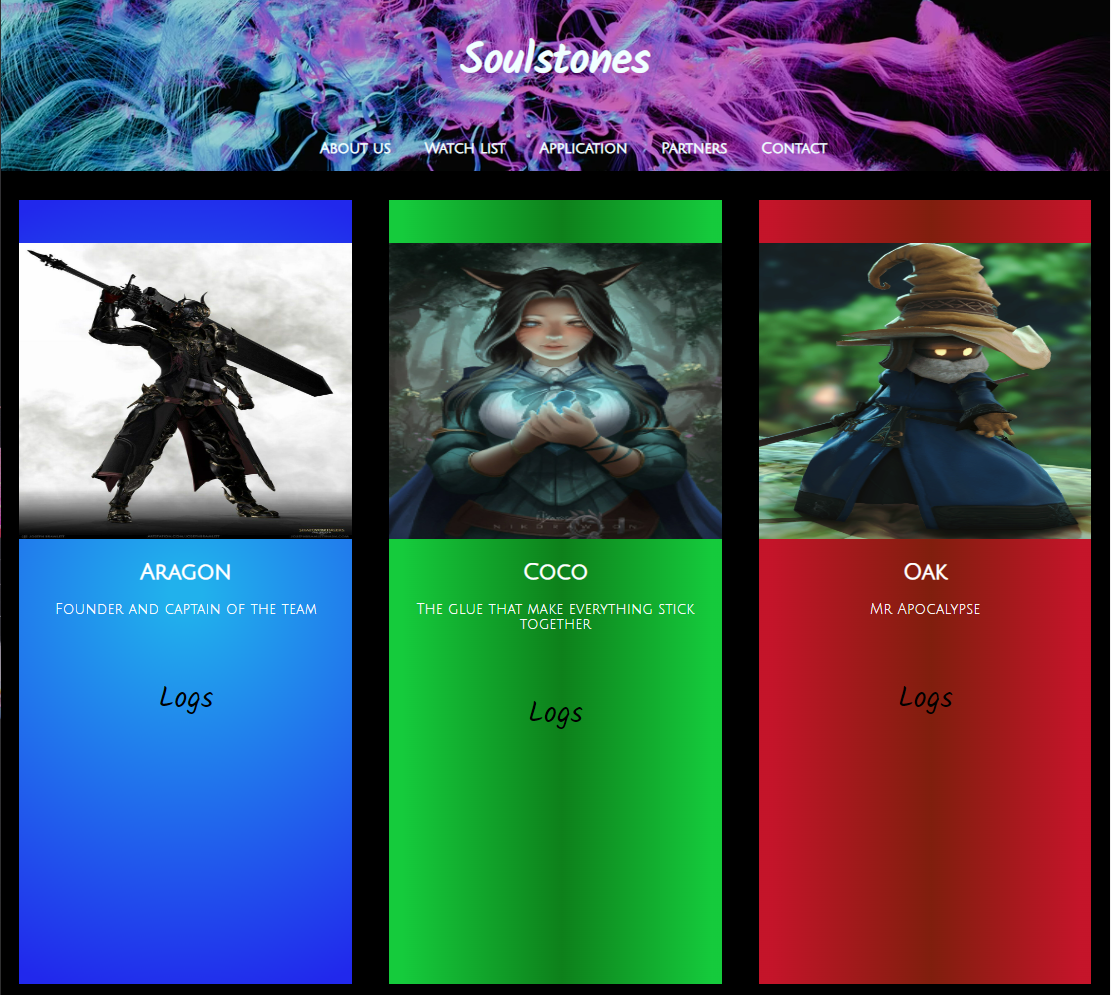 Soulstones
About us Watch list Application Partners Contact
Aragon
Founder and captain of the team
Logs
Coco
The glue that make everything stick
together
Logs
Oak
Mr Apocalypse
Logs